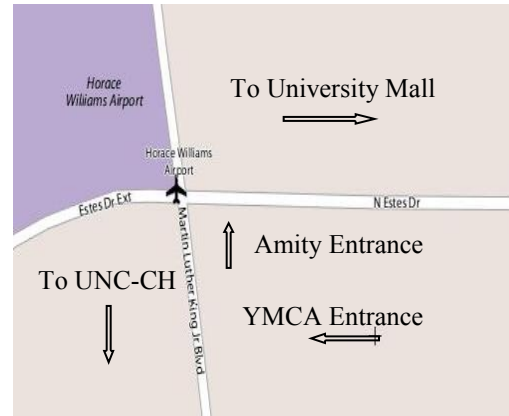 Horace
Williams Airport
To University Mall
Horace Williams
Airport
Estes Dr Ext
N Estes Dr
Martin Luther King Jr Blvd
Amity Entrance
To UNC-CH
YMCA Entrance